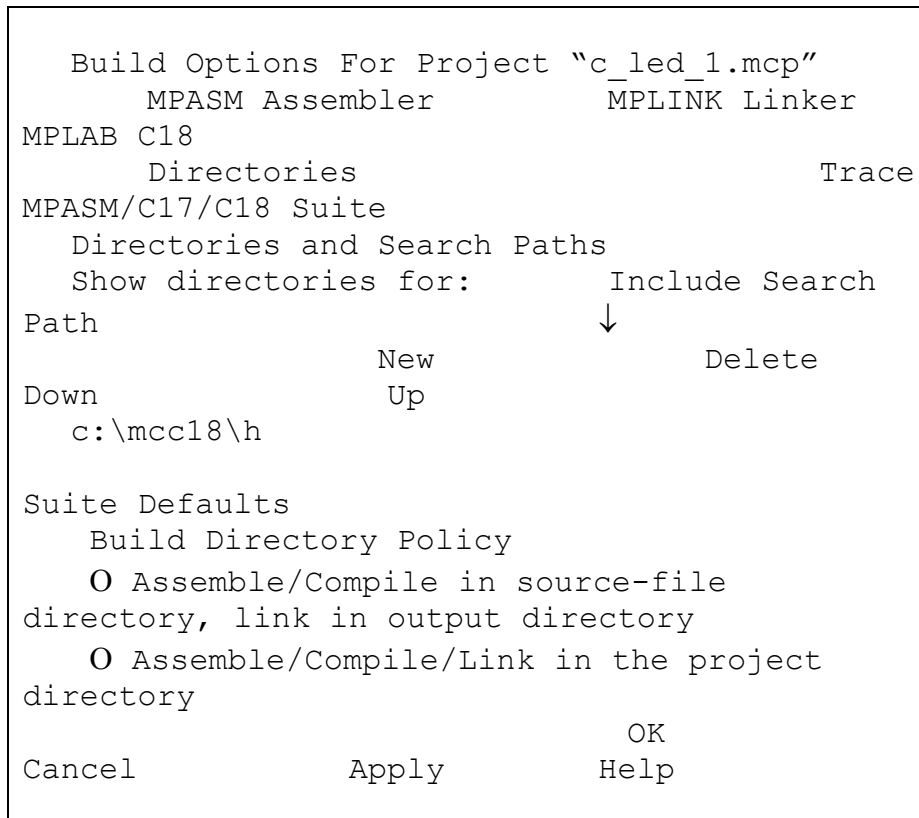 Build Options For Project “c_led_1.mcp”
MPASM Assembler MPLINK Linker
MPLAB C18
Directories Trace
MPASM/C17/C18 Suite
Directories and Search Paths
Show directories for: Include Search
Path ↓
New Delete
Down Up
c:\mcc18\h
Suite Defaults
Build Directory Policy
O Assemble/Compile in source-file
directory, link in output directory
O Assemble/Compile/Link in the project
directory
OK
Cancel Apply Help